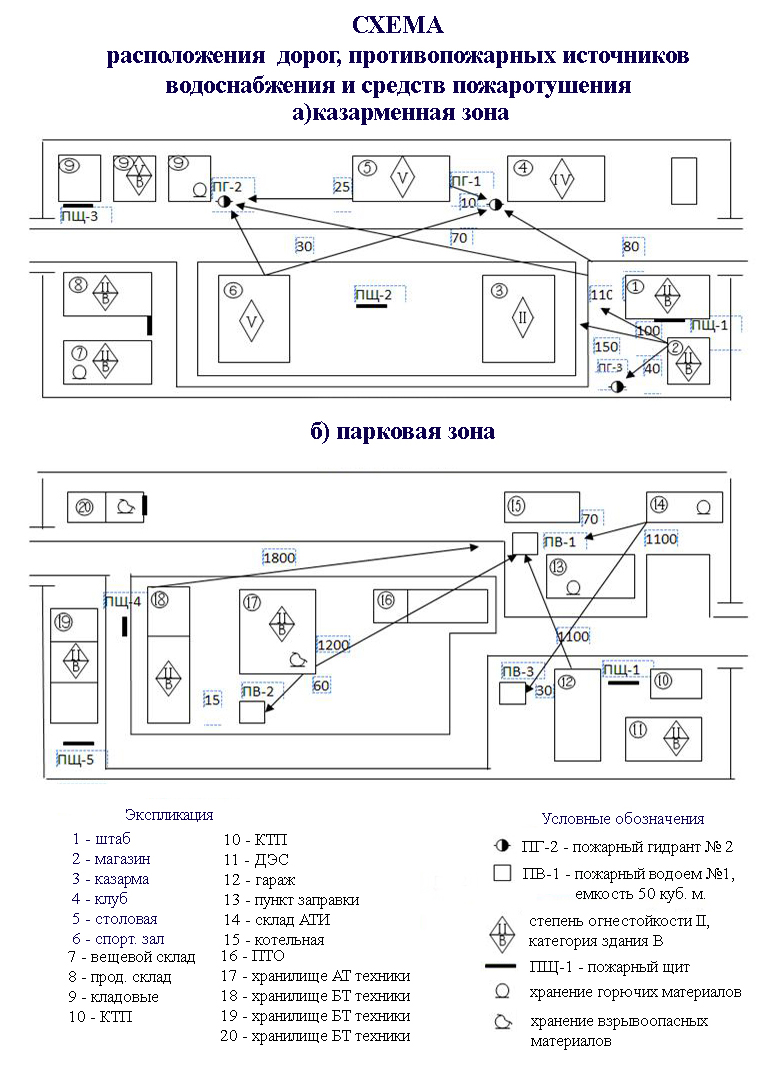 СХЕМА
расположения дорог, противопожарных источников
водоснабжения и средств пожаротушения
а)казарменная зона
9
9
V
В
9
ПГ-2
25
5
V
ПГ-1
10
4
IV
ПЩ-3
30
70
80
8
II
В
6
V
ПЩ-2
3
II
110
1
II
В
100
ПЩ-1
7
II
В
150
2
II
В
ПГ-3
40
б) парковая зона
20
15
70
14
ПВ-1
1100
1800
13
ПЩ-4
18
17
II
В
16
19
II
В
II
В
1200
1100
15
ПВ-2
60
ПВ-3
30
12
ПЩ-1
10
11
II
В
ПЩ-5
Экспликация
1 - штаб
2 - магазин
3 - казарма
4 - клуб
5 - столовая
6 - спорт. зал
7 - вещевой склад
8 - прод. склад
9 - кладовые
10 - КТП
10 - КТП
11 - ДЭС
12 - гараж
13 - пункт заправки
14 - склад АТИ
15 - котельная
16 - ПТО
17 - хранилище АТ техники
18 - хранилище БТ техники
19 - хранилище БТ техники
20 - хранилище БТ техники
Условные обозначения
ПГ-2 - пожарный гидрант № 2
ПВ-1 - пожарный водоем №1,
емкость 50 куб. м.
II
В
степень огнестойкости II,
категория здания В
ПЩ-1 - пожарный щит
хранение горючих материалов
хранение взрывоопасных
материалов